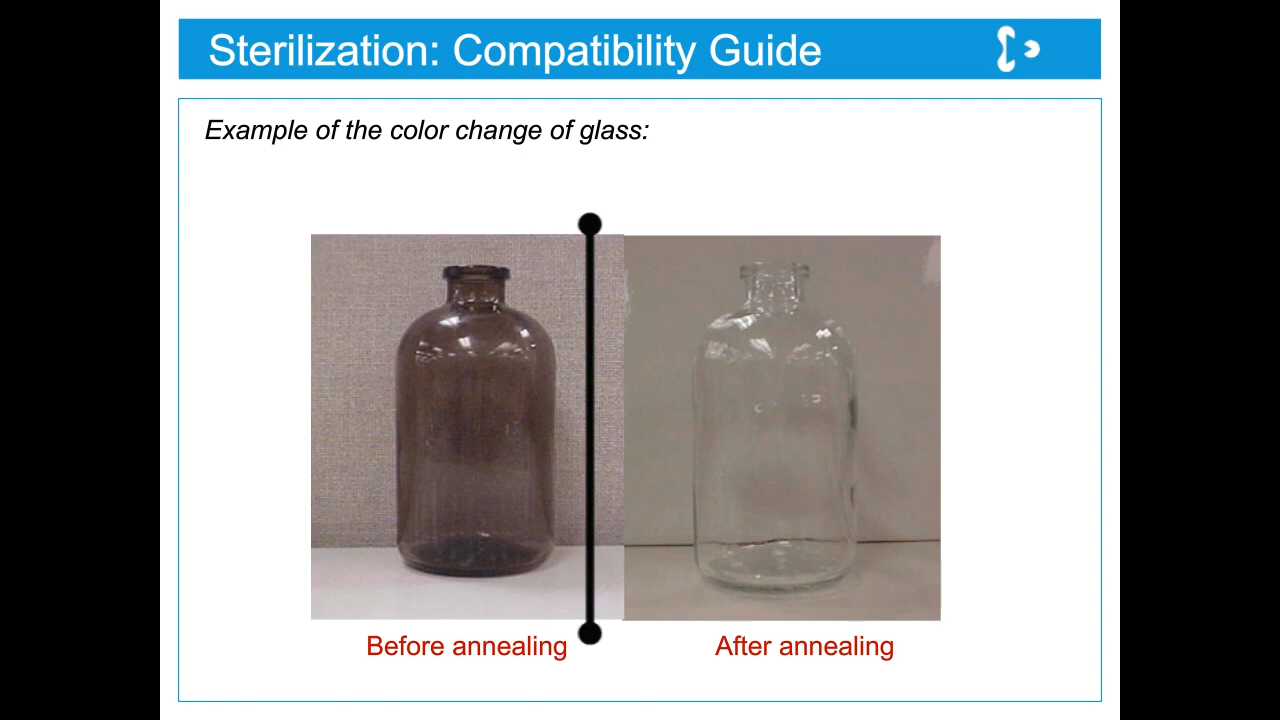 Sterilization: Compatibility Guide
Example of the color change of glass:
Before annealing
After annealing